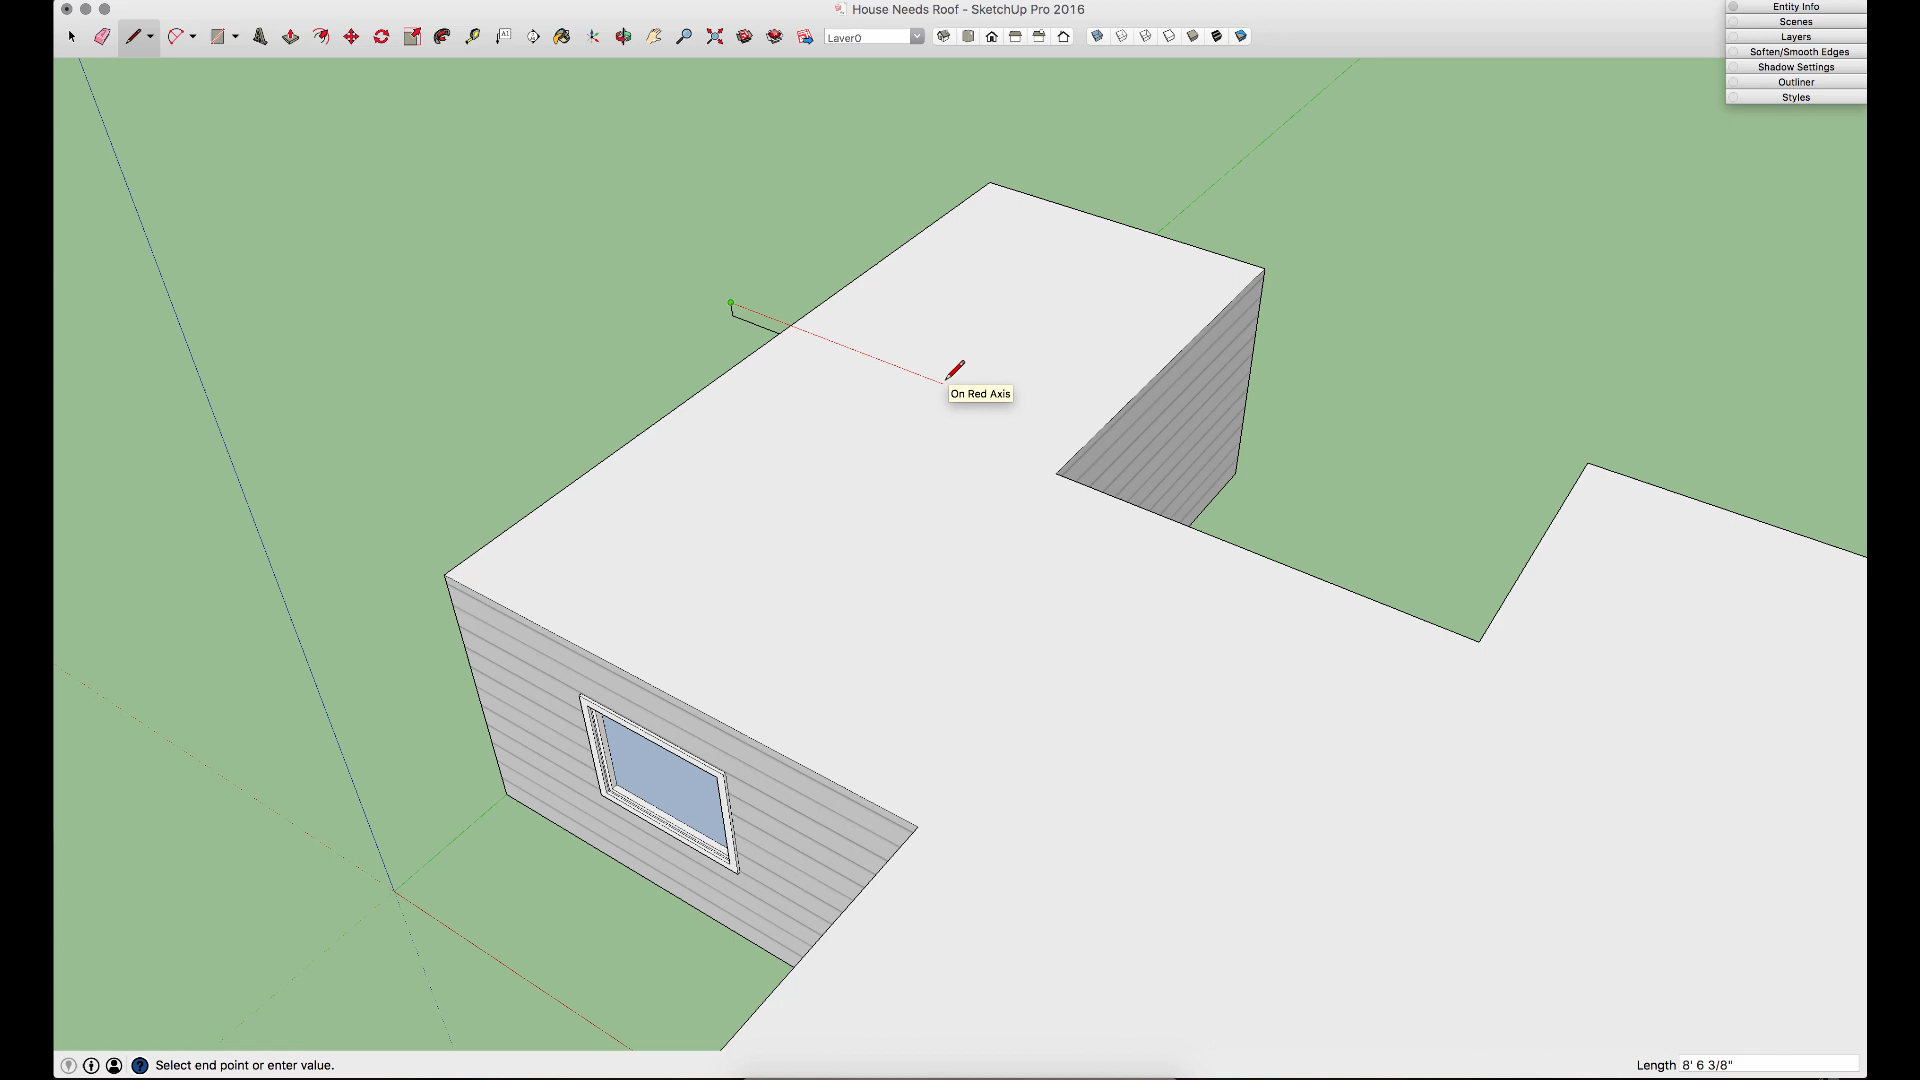 House Needs Roof - SketchUp Pro 2016
Entity Info
Scenes
Layers
Soften/Smooth Edges
Shadow Settings
Outliner
Styles
A1
Layer0
On Red Axis
Select end point or enter value.
Length 8' 6 3/8"